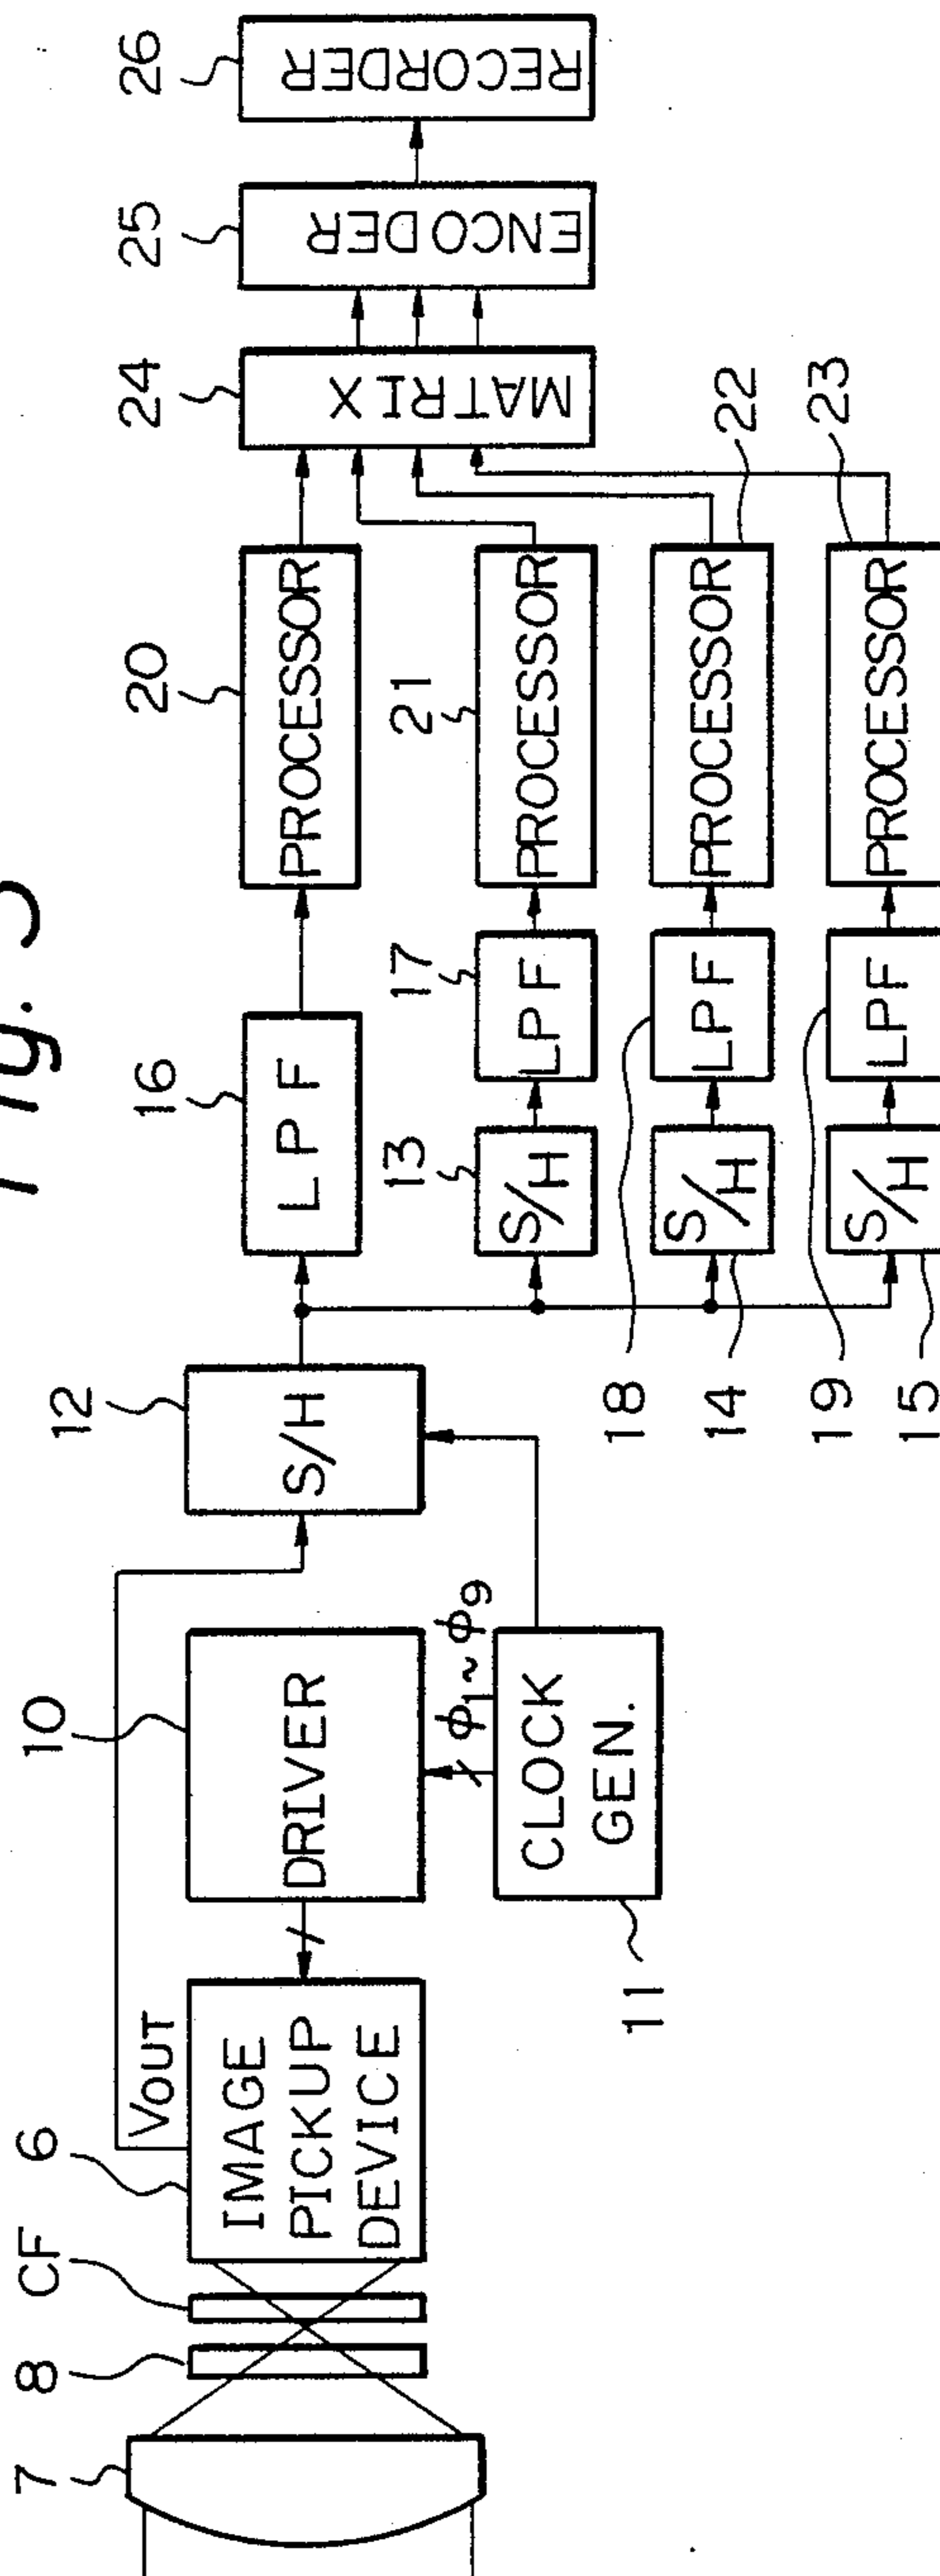 Fig. 3
7
8
CF
6
VOUT
IMAGE
PICKUP
DEVICE
10
DRIVER
ϕ1 ~ ϕ9
CLOCK
GEN.
11
12
S/H
16
LPF
20
PROCESSOR
13
S/H
17
LPF
21
PROCESSOR
14
S/H
18
LPF
22
PROCESSOR
15
S/H
19
LPF
23
PROCESSOR
24
MATRIX
25
ENCODER
26
RECORDER